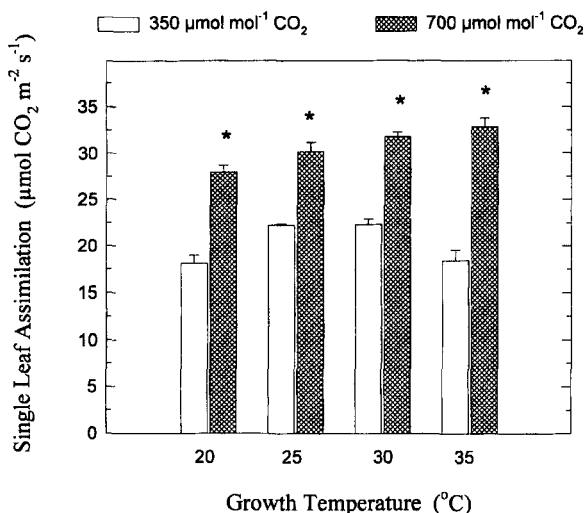 350 µmol mol⁻¹ CO₂ 700 µmol mol⁻¹ CO₂
Single Leaf Assimilation (µmol CO₂ m⁻² s⁻¹)
35
30
25
20
15
10
5
0
* * * *
20 25 30 35
Growth Temperature (°C)